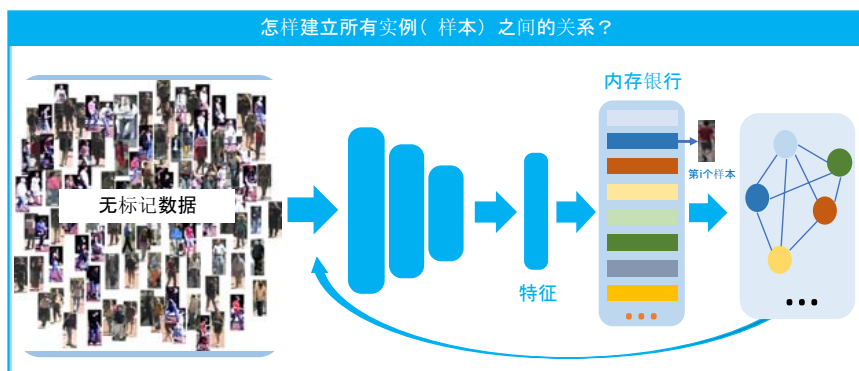 怎样建立所有实例( 样本) 之间的关系？
内存银行
无标记数据
第i个样本
特征